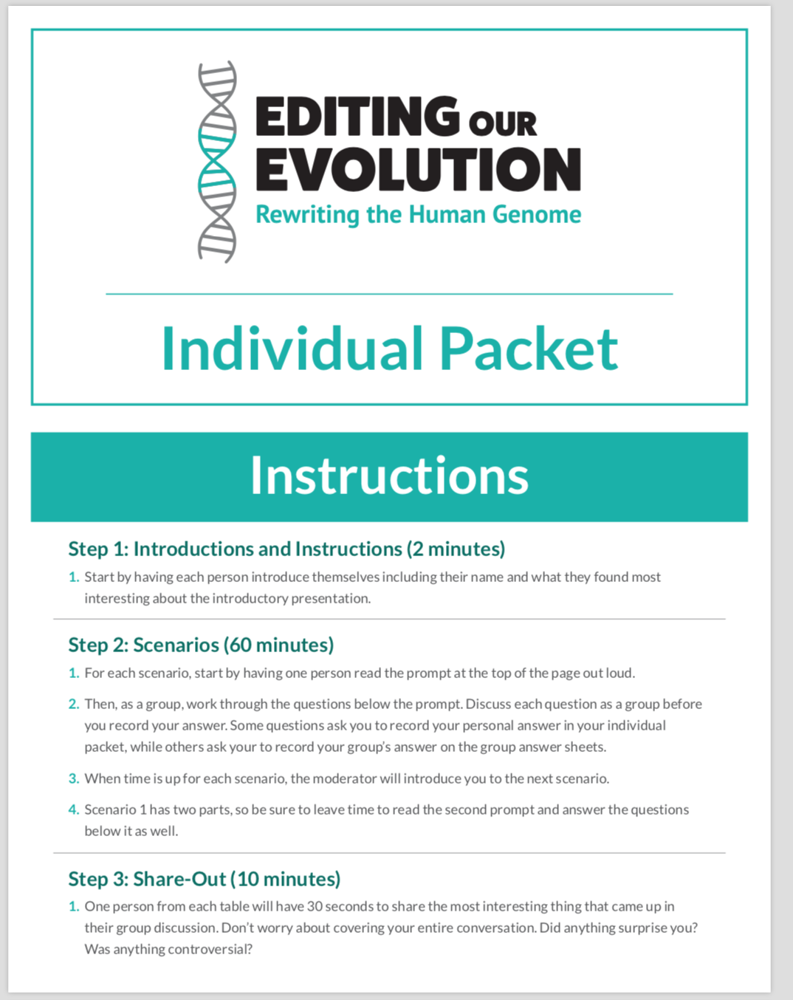 EDITING OUR
EVOLUTION
Rewriting the Human Genome
Individual Packet
Instructions
Step 1: Introductions and Instructions (2 minutes)
1. Start by having each person introduce themselves including their name and what they found most
interesting about the introductory presentation.
Step 2: Scenarios (60 minutes)
1. For each scenario, start by having one person read the prompt at the top of the page out loud.
2. Then, as a group, work through the questions below the prompt. Discuss each question as a group before
you record your answer. Some questions ask you to record your personal answer in your individual
packet, while others ask your to record your group's answer on the group answer sheets.
3. When time is up for each scenario, the moderator will introduce you to the next scenario.
4. Scenario 1 has two parts, so be sure to leave time to read the second prompt and answer the questions
below it as well.
Step 3: Share-Out (10 minutes)
1. One person from each table will have 30 seconds to share the most interesting thing that came up in
their group discussion. Don't worry about covering your entire conversation. Did anything surprise you?
Was anything controversial?